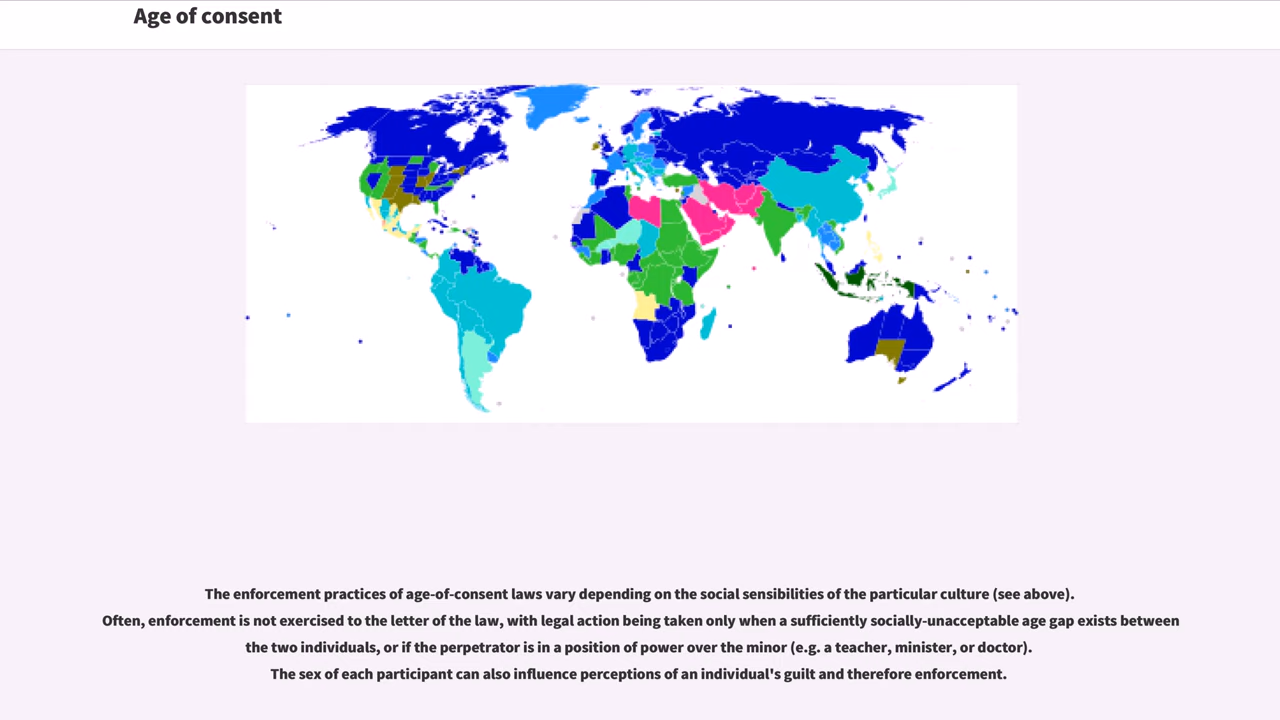 Age of consent
The enforcement practices of age-of-consent laws vary depending on the social sensibilities of the particular culture (see above).
Often, enforcement is not exercised to the letter of the law, with legal action being taken only when a sufficiently socially-unacceptable age gap exists between
the two individuals, or if the perpetrator is in a position of power over the minor (e.g. a teacher, minister, or doctor).
The sex of each participant can also influence perceptions of an individual's guilt and therefore enforcement.